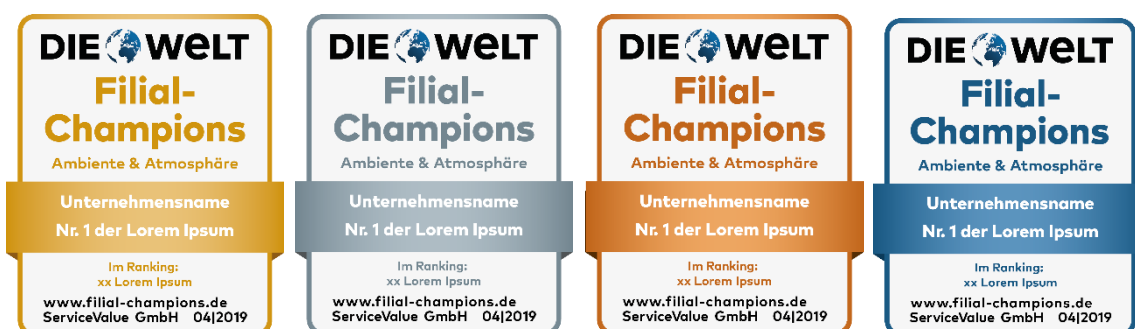 DIE WELT
Filial-
Champions
Ambiente & Atmosphäre
Unternehmensname
Nr. 1 der Lorem Ipsum
Im Ranking:
xx Lorem Ipsum
www.filial-champions.de
ServiceValue GmbH 04|2019
DIE WELT
Filial-
Champions
Ambiente & Atmosphäre
Unternehmensname
Nr. 1 der Lorem Ipsum
Im Ranking:
xx Lorem Ipsum
www.filial-champions.de
ServiceValue GmbH 04|2019
DIE WELT
Filial-
Champions
Ambiente & Atmosphäre
Unternehmensname
Nr. 1 der Lorem Ipsum
Im Ranking:
xx Lorem Ipsum
www.filial-champions.de
ServiceValue GmbH 04|2019
DIE WELT
Filial-
Champions
Ambiente & Atmosphäre
Unternehmensname
Nr. 1 der Lorem Ipsum
Im Ranking:
xx Lorem Ipsum
www.filial-champions.de
ServiceValue GmbH 04|2019